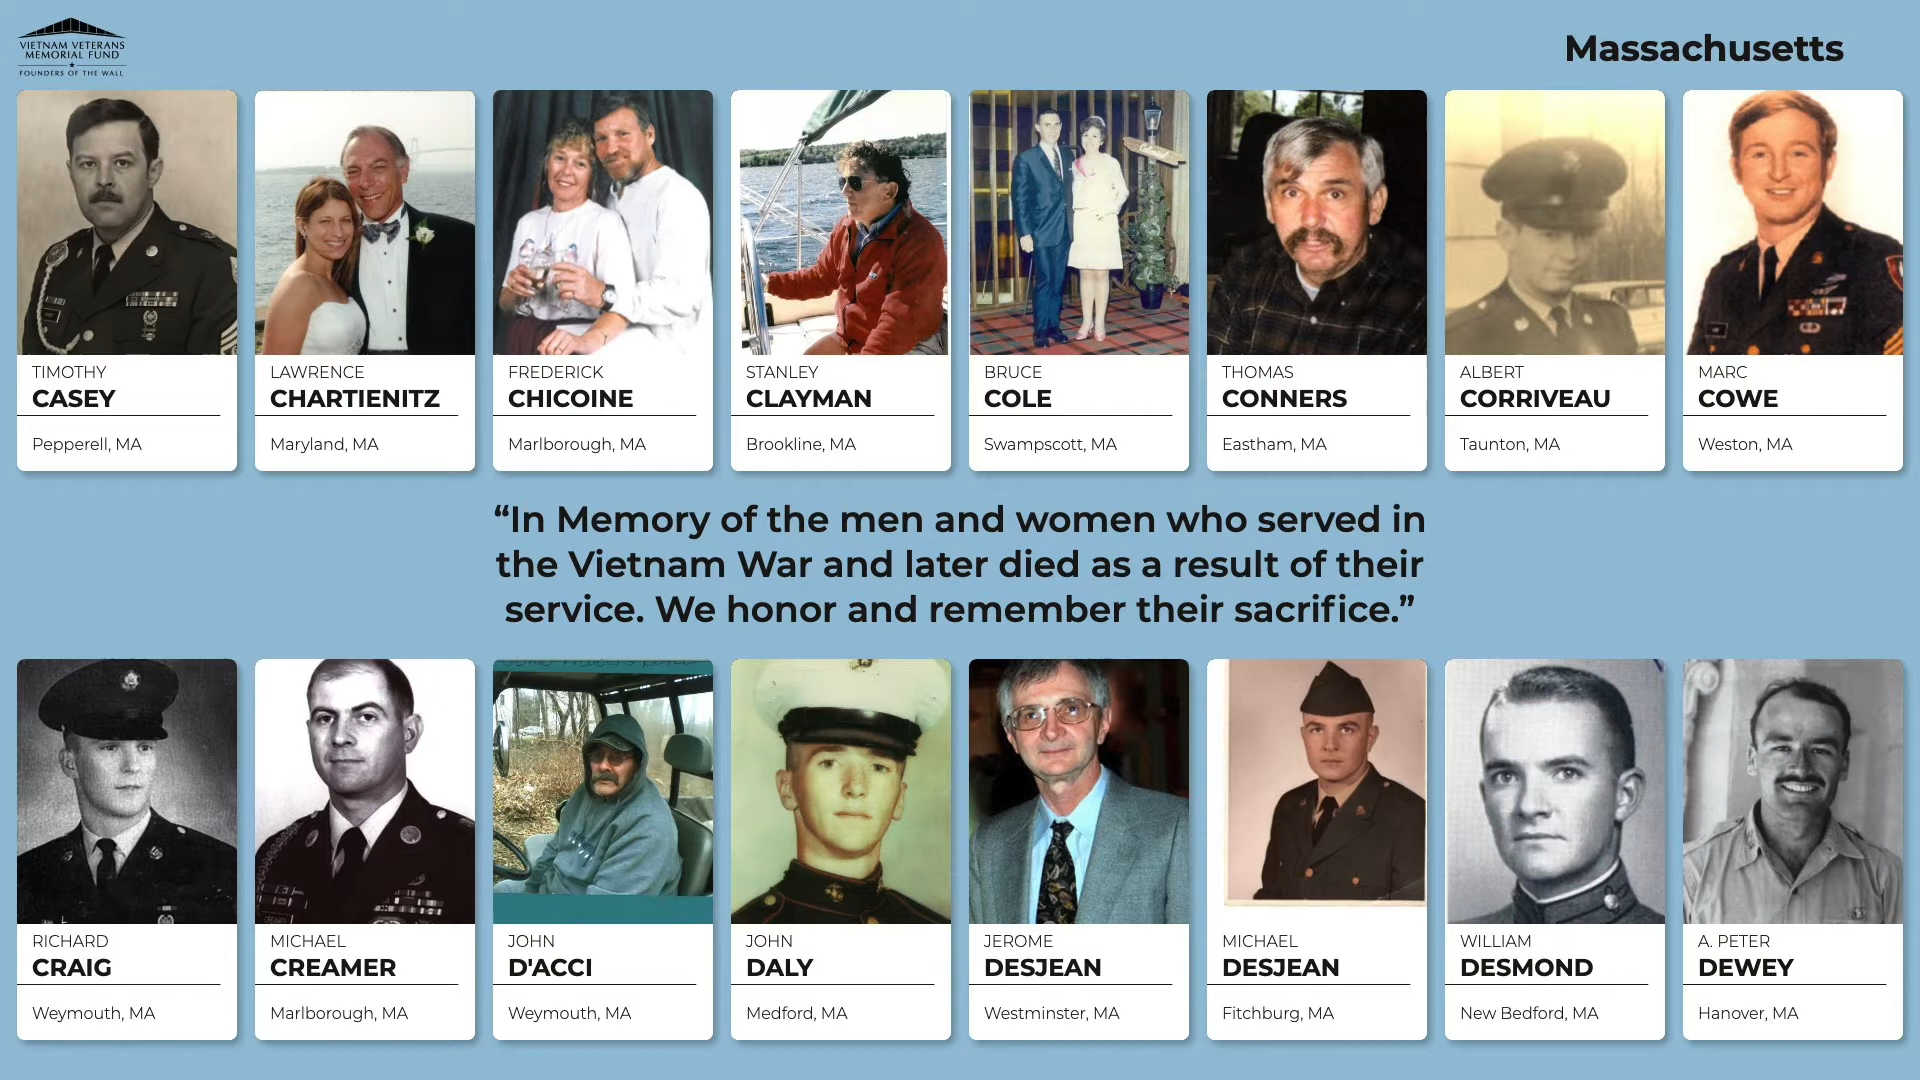 VIETNAM VETERANS
MEMORIAL FUND
FOUNDERS OF THE WALL
Massachusetts
TIMOTHY
CASEY
Pepperell, MA
LAWRENCE
CHARTIENITZ
Maryland, MA
FREDERICK
CHICOINE
Marlborough, MA
STANLEY
CLAYMAN
Brookline, MA
BRUCE
COLE
Swampscott, MA
THOMAS
CONNERS
Eastham, MA
ALBERT
CORRIVEAU
Taunton, MA
MARC
COWE
Weston, MA
“In Memory of the men and women who served in
the Vietnam War and later died as a result of their
service. We honor and remember their sacrifice.”
RICHARD
CRAIG
Weymouth, MA
MICHAEL
CREAMER
Marlborough, MA
JOHN
D'ACCI
Weymouth, MA
JOHN
DALY
Medford, MA
JEROME
DESJEAN
Westminster, MA
MICHAEL
DESJEAN
Fitchburg, MA
WILLIAM
DESMOND
New Bedford, MA
A. PETER
DEWEY
Hanover, MA